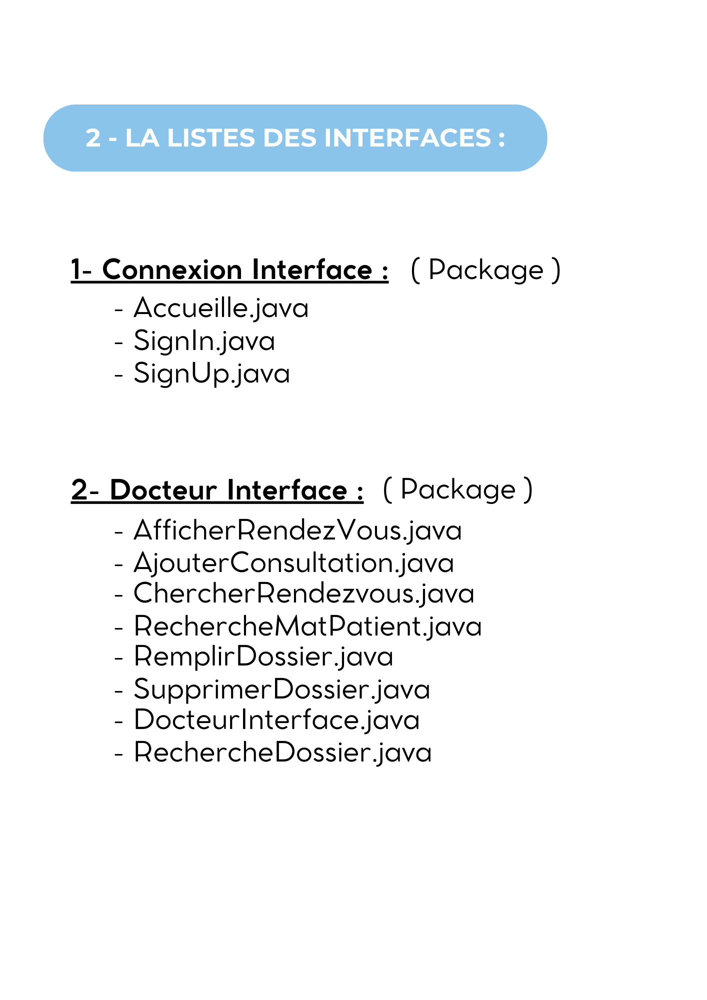 2 - LA LISTES DES INTERFACES :
1- Connexion Interface : ( Package )
- Accueille.java
- SignIn.java
- SignUp.java
2- Docteur Interface : ( Package )
- AfficherRendezVous.java
- AjouterConsultation.java
- ChercherRendezvous.java
- RechercheMatPatient.java
- RemplirDossier.java
- SupprimerDossier.java
- DocteurInterface.java
- RechercheDossier.java